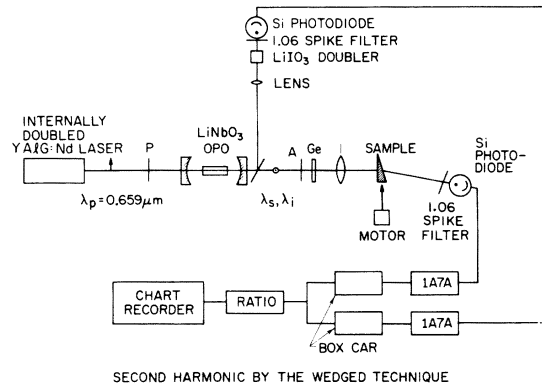 Si PHOTODIODE
1.06 SPIKE FILTER
LiIO₃ DOUBLER
LENS
INTERNALLY
DOUBLED
YAℓG:Nd LASER
P
LiNbO₃
OPO
A
Ge
SAMPLE
Si
PHOTO-
DIODE
λp=0.659μm
λs,λi
MOTOR
1.06
SPIKE
FILTER
CHART
RECORDER
RATIO
1A7A
1A7A
BOX CAR
SECOND HARMONIC BY THE WEDGED TECHNIQUE